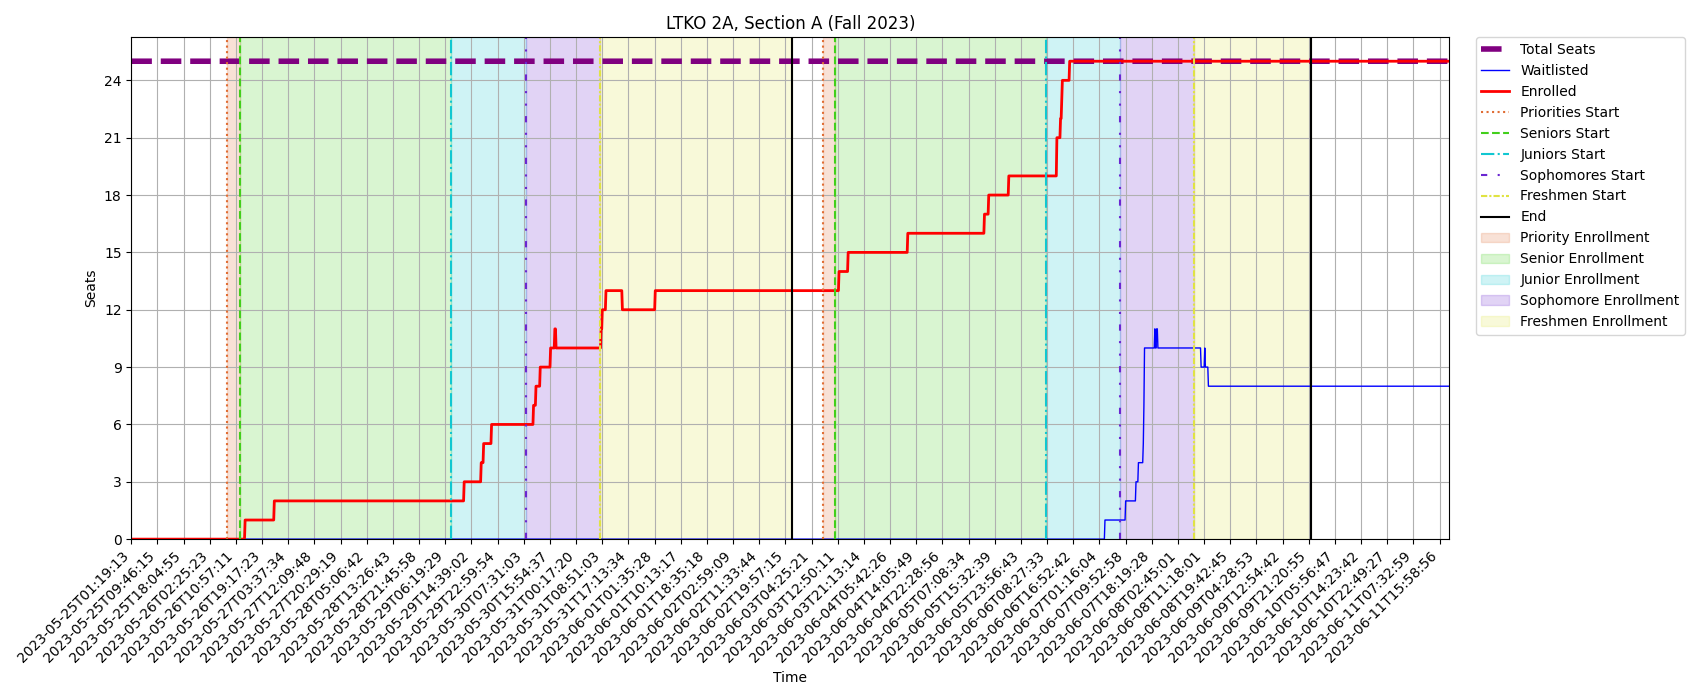 LTKO 2A, Section A (Fall 2023)
Total Seats
Waitlisted
Enrolled
Priorities Start
Seniors Start
Juniors Start
Sophomores Start
Freshmen Start
End
Priority Enrollment
Senior Enrollment
Junior Enrollment
Sophomore Enrollment
Freshmen Enrollment
Seats
24
21
18
15
12
9
6
3
0
2023-05-25T01:19:13
2023-05-25T09:46:15
2023-05-25T18:04:55
2023-05-26T02:25:23
2023-05-26T10:57:11
2023-05-26T19:17:23
2023-05-27T03:37:34
2023-05-27T12:09:48
2023-05-27T20:29:19
2023-05-28T05:06:42
2023-05-28T13:26:43
2023-05-28T21:45:58
2023-05-29T06:19:29
2023-05-29T14:39:02
2023-05-29T22:59:54
2023-05-30T07:31:03
2023-05-30T15:54:37
2023-05-31T00:17:20
2023-05-31T08:51:03
2023-05-31T17:13:34
2023-06-01T01:35:28
2023-06-01T10:13:17
2023-06-01T18:35:18
2023-06-02T02:59:09
2023-06-02T11:33:44
2023-06-02T19:57:15
2023-06-03T04:25:21
2023-06-03T12:50:11
2023-06-03T21:13:14
2023-06-04T05:42:26
2023-06-04T14:05:49
2023-06-04T22:28:56
2023-06-05T07:08:34
2023-06-05T15:32:39
2023-06-05T23:56:43
2023-06-06T08:27:33
2023-06-06T16:52:42
2023-06-07T01:16:04
2023-06-07T09:52:58
2023-06-07T18:19:28
2023-06-08T02:45:01
2023-06-08T11:18:01
2023-06-08T19:42:45
2023-06-09T04:28:53
2023-06-09T12:54:42
2023-06-09T21:20:55
2023-06-10T05:56:47
2023-06-10T14:23:42
2023-06-10T22:49:27
2023-06-11T07:32:59
2023-06-11T15:58:56
Time